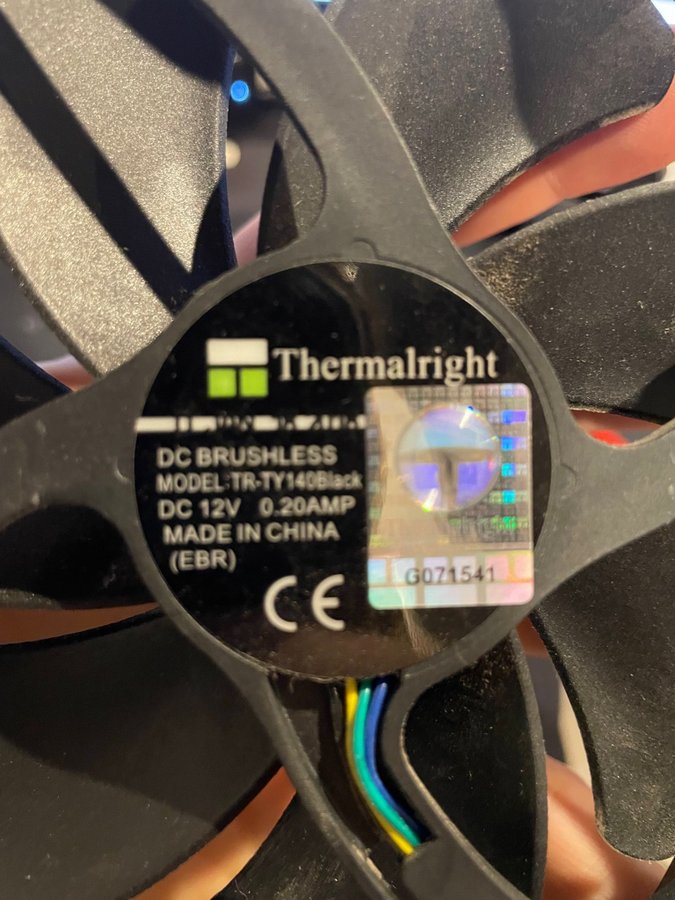 Thermalright
DC BRUSHLESS
MODEL:TR-TY140Black
DC 12V 0.20AMP
MADE IN CHINA
(EBR)
CE
G071541